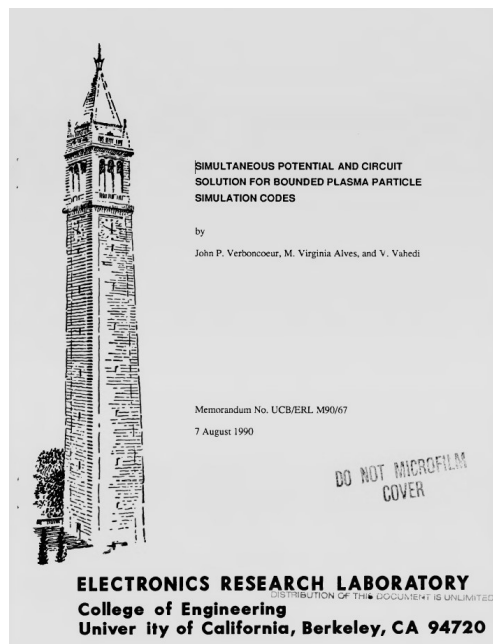 SIMULTANEOUS POTENTIAL AND CIRCUIT
SOLUTION FOR BOUNDED PLASMA PARTICLE
SIMULATION CODES
by
John P. Verboncoeur, M. Virginia Alves, and V. Vahedi
Memorandum No. UCB/ERL M90/67
7 August 1990
DO NOT MICROFILM
COVER
ELECTRONICS RESEARCH LABORATORY
DISTRIBUTION OF THIS DOCUMENT IS UNLIMITED
College of Engineering
Univer ity of California, Berkeley, CA 94720